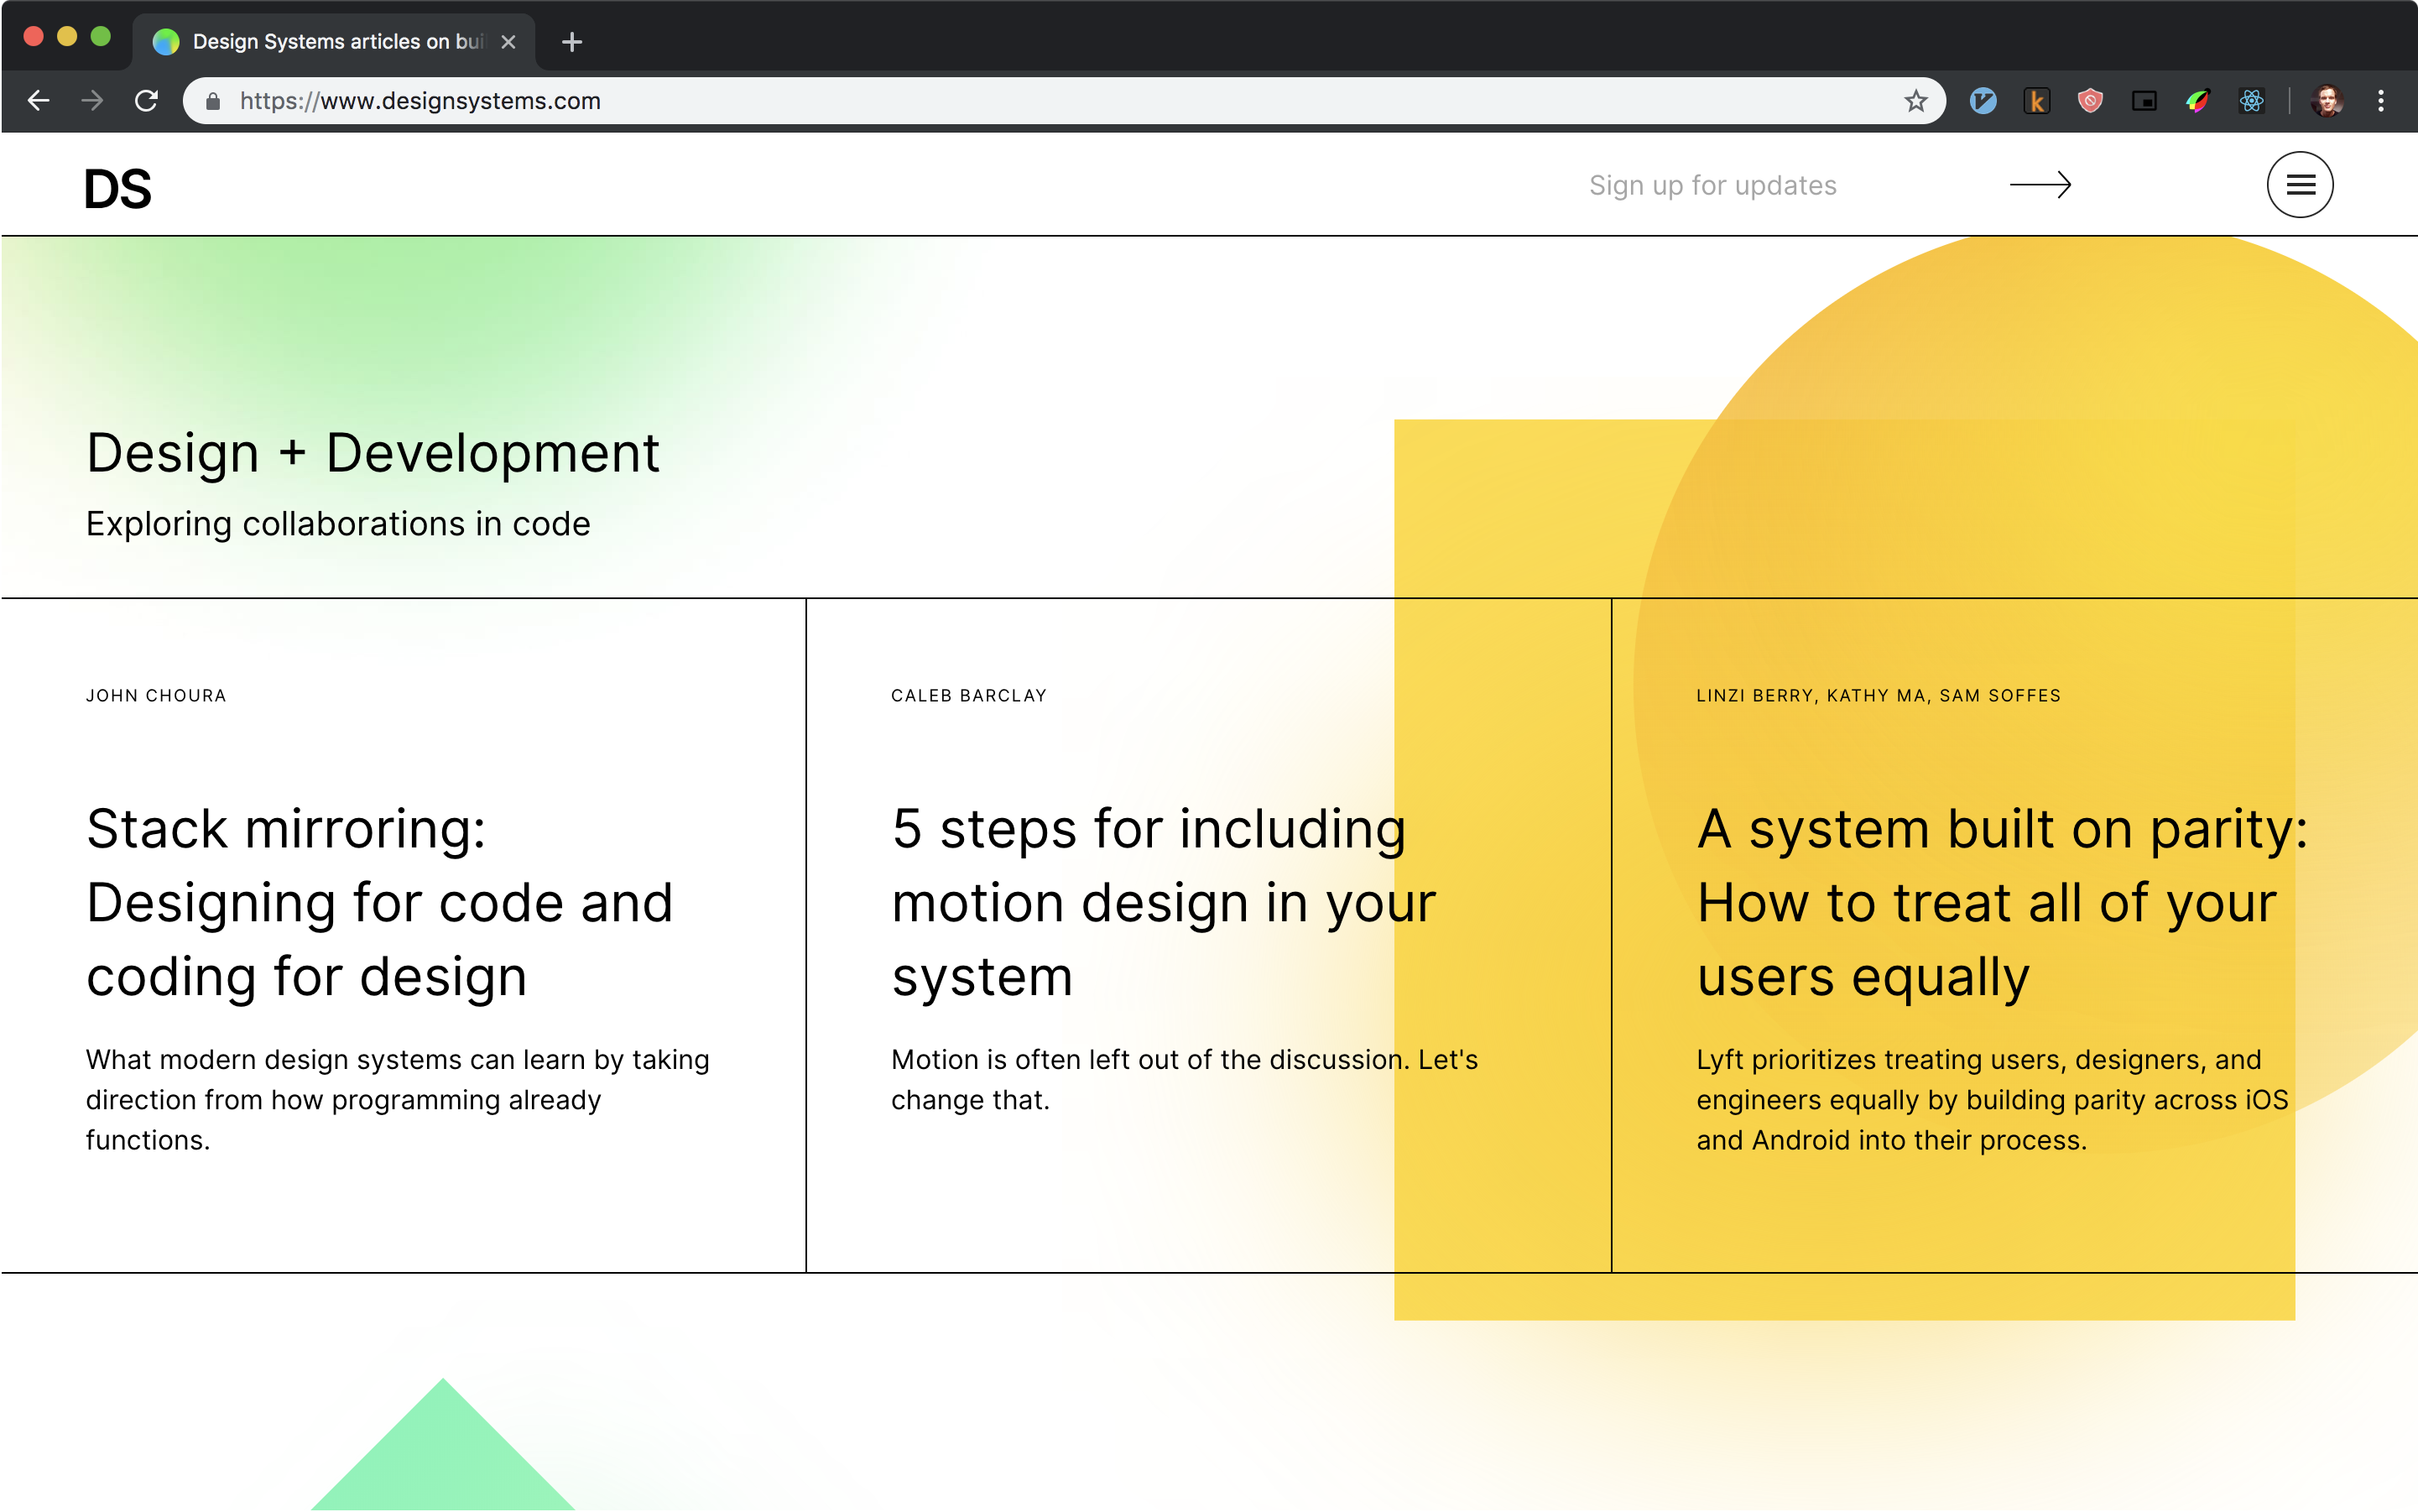 Design Systems articles on bui
https://www.designsystems.com
k
DS
Sign up for updates
Design + Development
Exploring collaborations in code
JOHN CHOURA
Stack mirroring:
Designing for code and
coding for design
What modern design systems can learn by taking
direction from how programming already
functions.
CALEB BARCLAY
5 steps for including
motion design in your
system
Motion is often left out of the discussion. Let's
change that.
LINZI BERRY, KATHY MA, SAM SOFFES
A system built on parity:
How to treat all of your
users equally
Lyft prioritizes treating users, designers, and
engineers equally by building parity across iOS
and Android into their process.